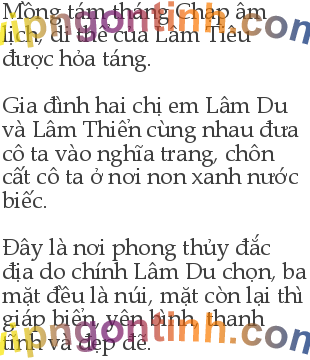 Mồng tám tháng Chạp âm
lịch, di thể của Lâm Tiêu
được hỏa táng.
Gia đình hai chị em Lâm Du
và Lâm Thiển cùng nhau đưa
cô ta vào nghĩa trang, chôn
cất cô ta ở nơi non xanh nước
biếc.
Đây là nơi phong thủy đắc
địa do chính Lâm Du chọn, ba
mặt đều là núi, mặt còn lại thì
giáp biển, yên bình, thanh
tĩnh và đẹp đẽ.
vipngontinh.com
vipngontinh.com